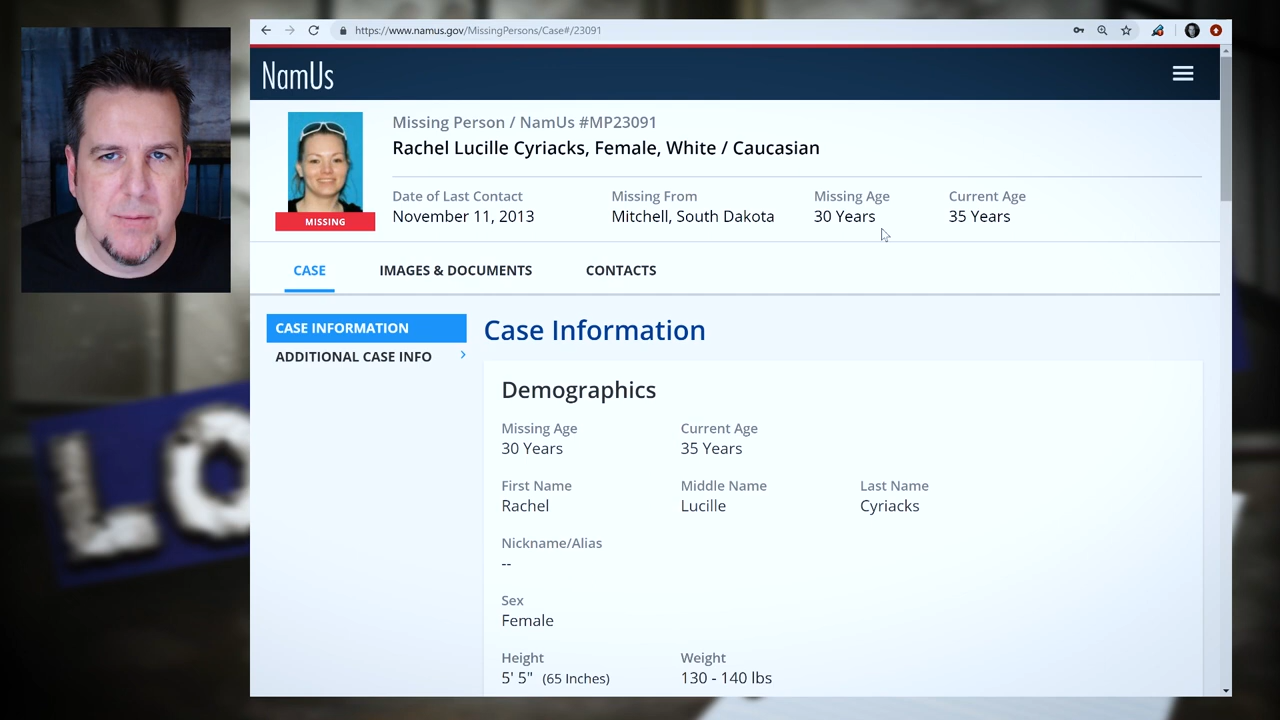 https://www.namus.gov/MissingPersons/Case#/23091
NamUs
Missing Person / NamUs #MP23091
Rachel Lucille Cyriacks, Female, White / Caucasian
Date of Last Contact Missing From Missing Age Current Age
November 11, 2013 Mitchell, South Dakota 30 Years 35 Years
MISSING
CASE IMAGES & DOCUMENTS CONTACTS
CASE INFORMATION
ADDITIONAL CASE INFO
Case Information
Demographics
Missing Age Current Age
30 Years 35 Years
First Name Middle Name Last Name
Rachel Lucille Cyriacks
Nickname/Alias
--
Sex
Female
Height Weight
5' 5" (65 Inches) 130 - 140 lbs
LO